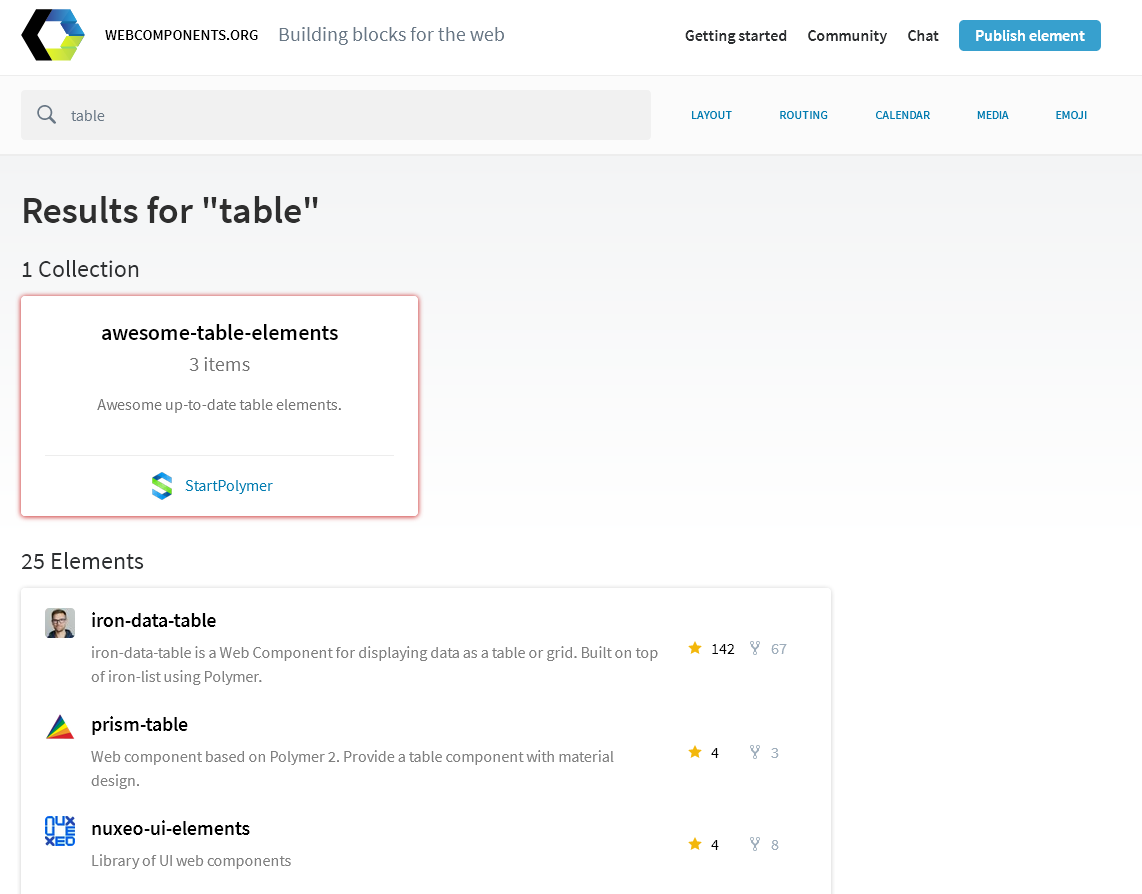 WEBCOMPONENTS.ORG Building blocks for the web Getting started Community Chat Publish element
table LAYOUT ROUTING CALENDAR MEDIA EMOJI
Results for "table"
1 Collection
awesome-table-elements
3 items
Awesome up-to-date table elements.
StartPolymer
25 Elements
iron-data-table
iron-data-table is a Web Component for displaying data as a table or grid. Built on top
of iron-list using Polymer.
142 67
prism-table
Web component based on Polymer 2. Provide a table component with material
design.
4 3
NUXEO
nuxeo-ui-elements
Library of UI web components
4 8